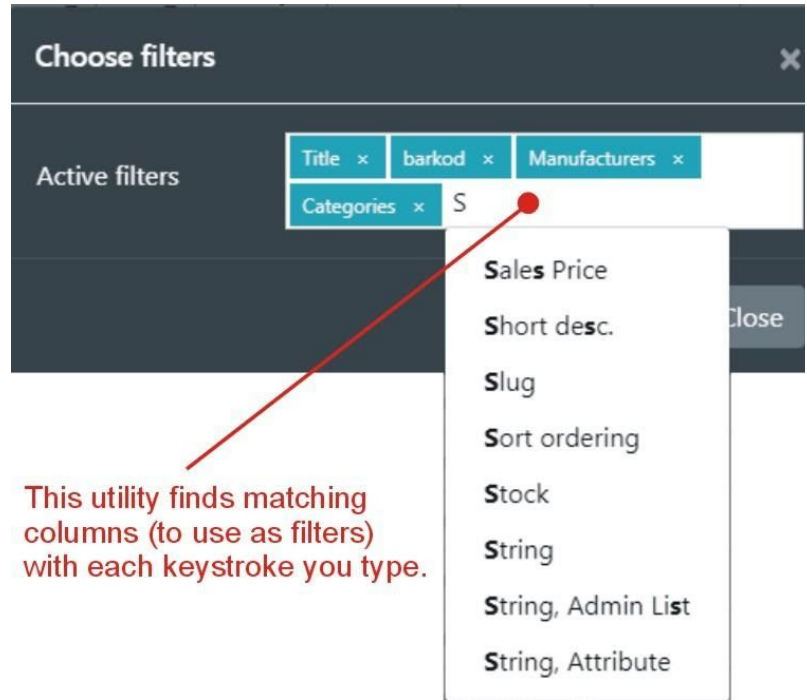 Choose filters ×
Active filters
Title × barkod × Manufacturers ×
Categories × S
Sales Price
Short desc.
Slug
Sort ordering
Stock
String
String, Admin List
String, Attribute
Close
This utility finds matching
columns (to use as filters)
with each keystroke you type.